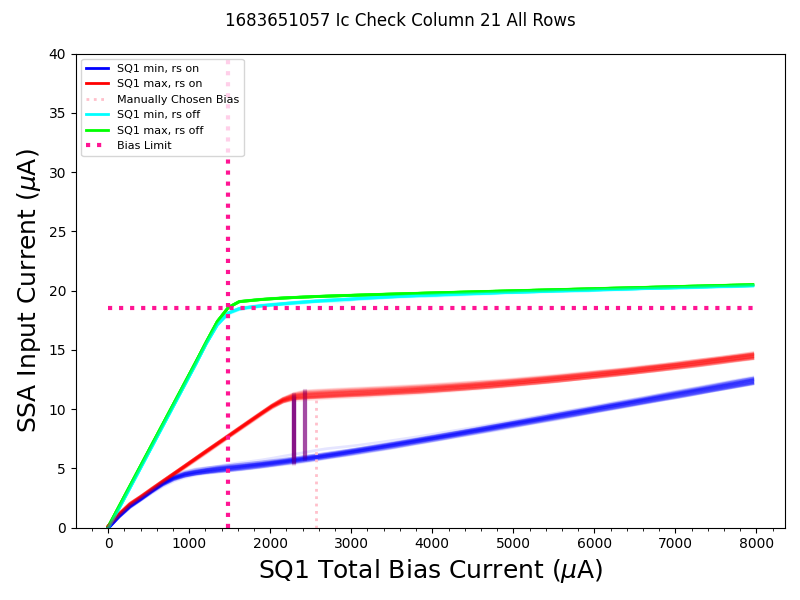 1683651057 Ic Check Column 21 All Rows
40
35
30
25
20
15
10
5
0
SSA Input Current (μA)
SQ1 min, rs on
SQ1 max, rs on
Manually Chosen Bias
SQ1 min, rs off
SQ1 max, rs off
Bias Limit
0 1000 2000 3000 4000 5000 6000 7000 8000
SQ1 Total Bias Current (μA)